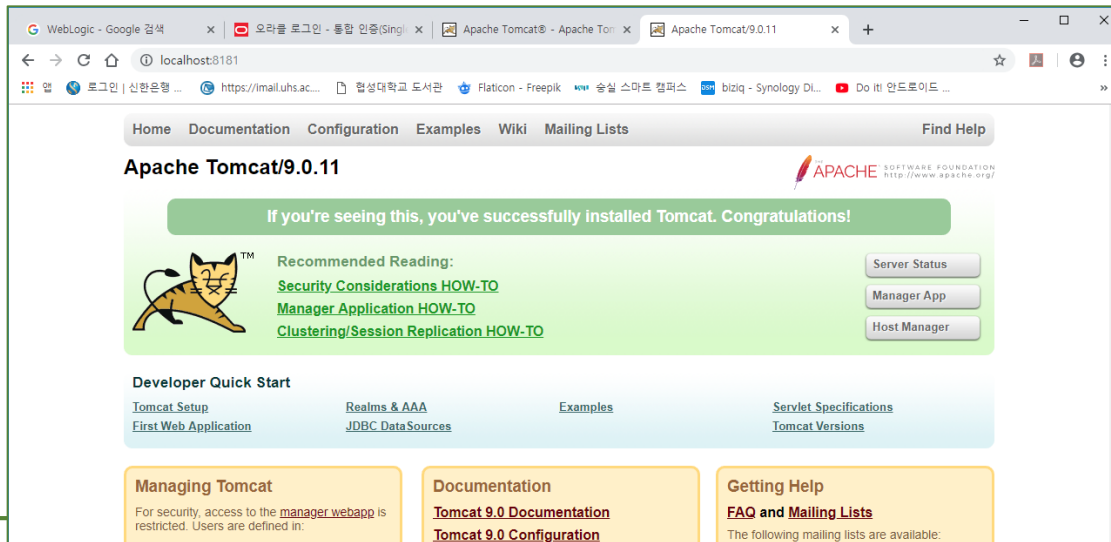 WebLogic - Google 검색
오라클 로그인 - 통합 인증(Singl
Apache Tomcat® - Apache Tom
Apache Tomcat/9.0.11
localhost:8181
앱 로그인 | 신한은행 ... https://imail.uhs.ac.... 협성대학교 도서관 Flaticon - Freepik 숭실 스마트 캠퍼스 biziq - Synology Di... Do it! 안드로이드 ... »
Home Documentation Configuration Examples Wiki Mailing Lists Find Help
Apache Tomcat/9.0.11
APACHE SOFTWARE FOUNDATION
http://www.apache.org/
If you're seeing this, you've successfully installed Tomcat. Congratulations!
TM
Recommended Reading:
Security Considerations HOW-TO
Manager Application HOW-TO
Clustering/Session Replication HOW-TO
Server Status
Manager App
Host Manager
Developer Quick Start
Tomcat Setup Realms & AAA Examples Servlet Specifications
First Web Application JDBC DataSources Tomcat Versions
Managing Tomcat
For security, access to the manager webapp is
restricted. Users are defined in:
Documentation
Tomcat 9.0 Documentation
Tomcat 9.0 Configuration
Getting Help
FAQ and Mailing Lists
The following mailing lists are available: